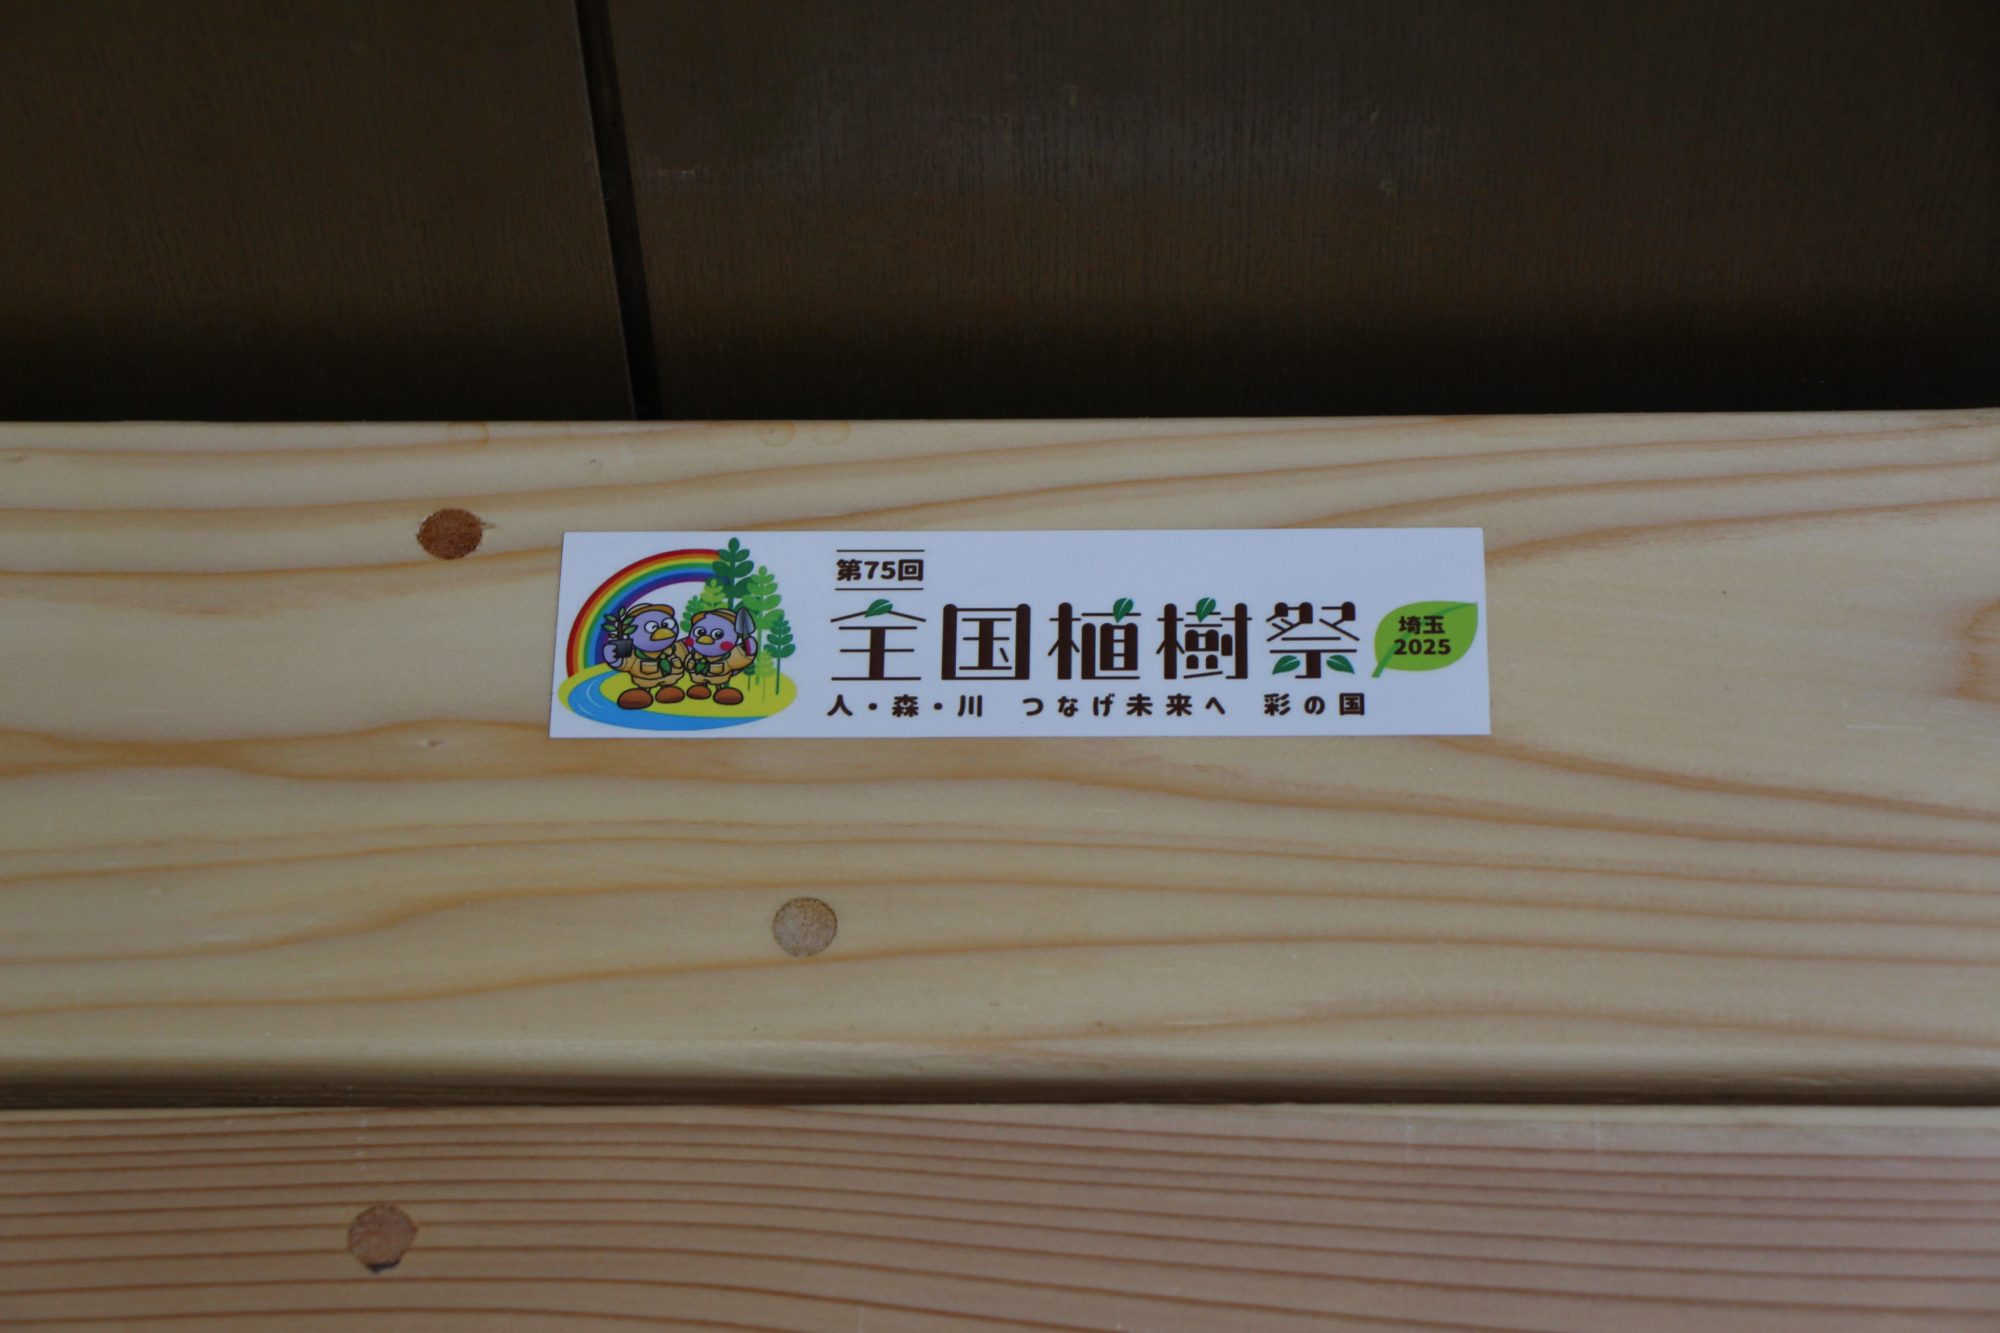 第75回
全国植樹祭
埼玉
2025
人・森・川 つなげ未来へ 彩の国